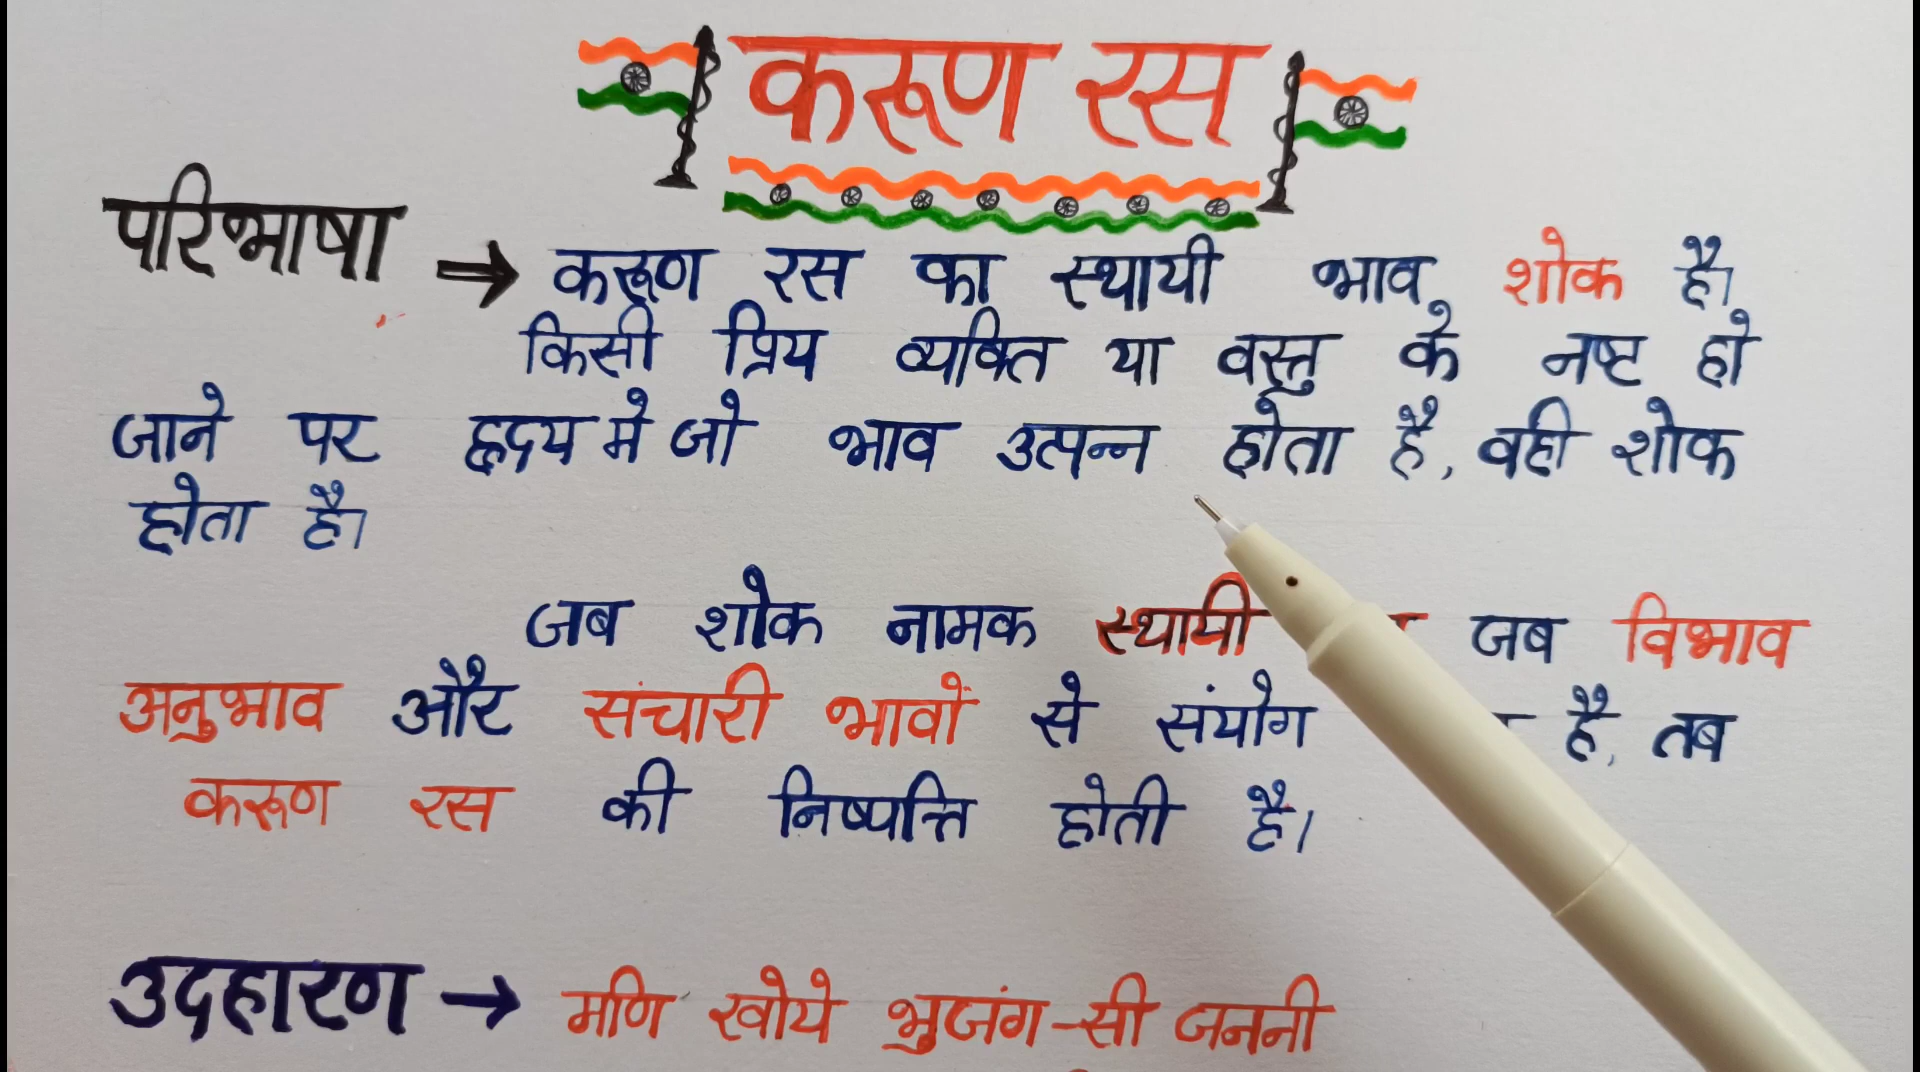 करूण रस
परिभाषा → करूण रस का स्थायी भाव शोक है।
किसी प्रिय व्यक्ति या वस्तु के नष्ट हो
जाने पर हृदय मे जो भाव उत्पन्न होता है, वही शोक
होता है।
जब शोक नामक स्थायी जब विभाव
अनुभाव और संचारी भावों से संयोग है, तब
करूण रस की निष्पत्ति होती है।
उदहारण → मणि खोये भुजंग-सी जननी